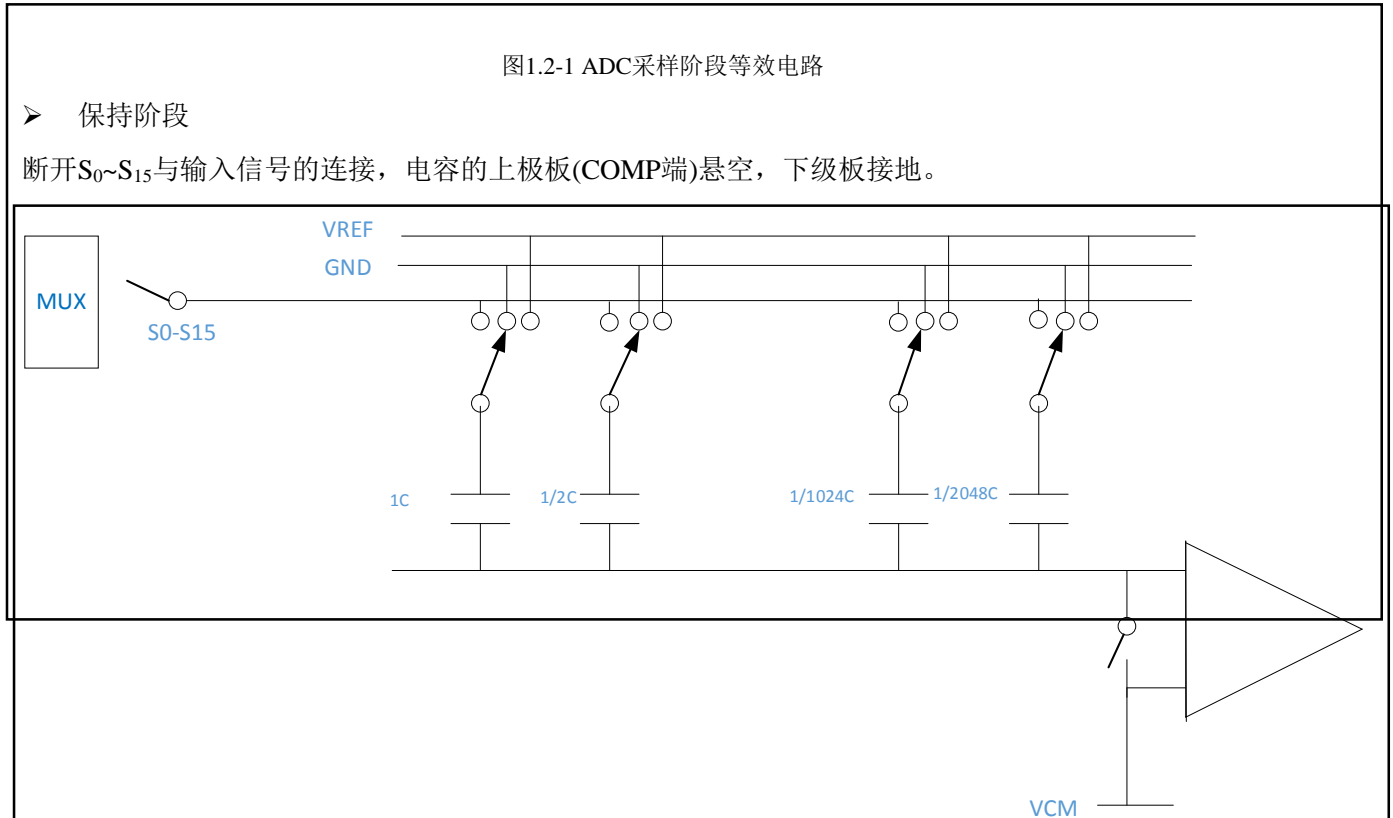 图1.2-1 ADC采样阶段等效电路
➢ 保持阶段
断开S0~S15与输入信号的连接，电容的上极板(COMP端)悬空，下级板接地。
VREF
GND
MUX
S0-S15
1C
1/2C
1/1024C
1/2048C
VCM